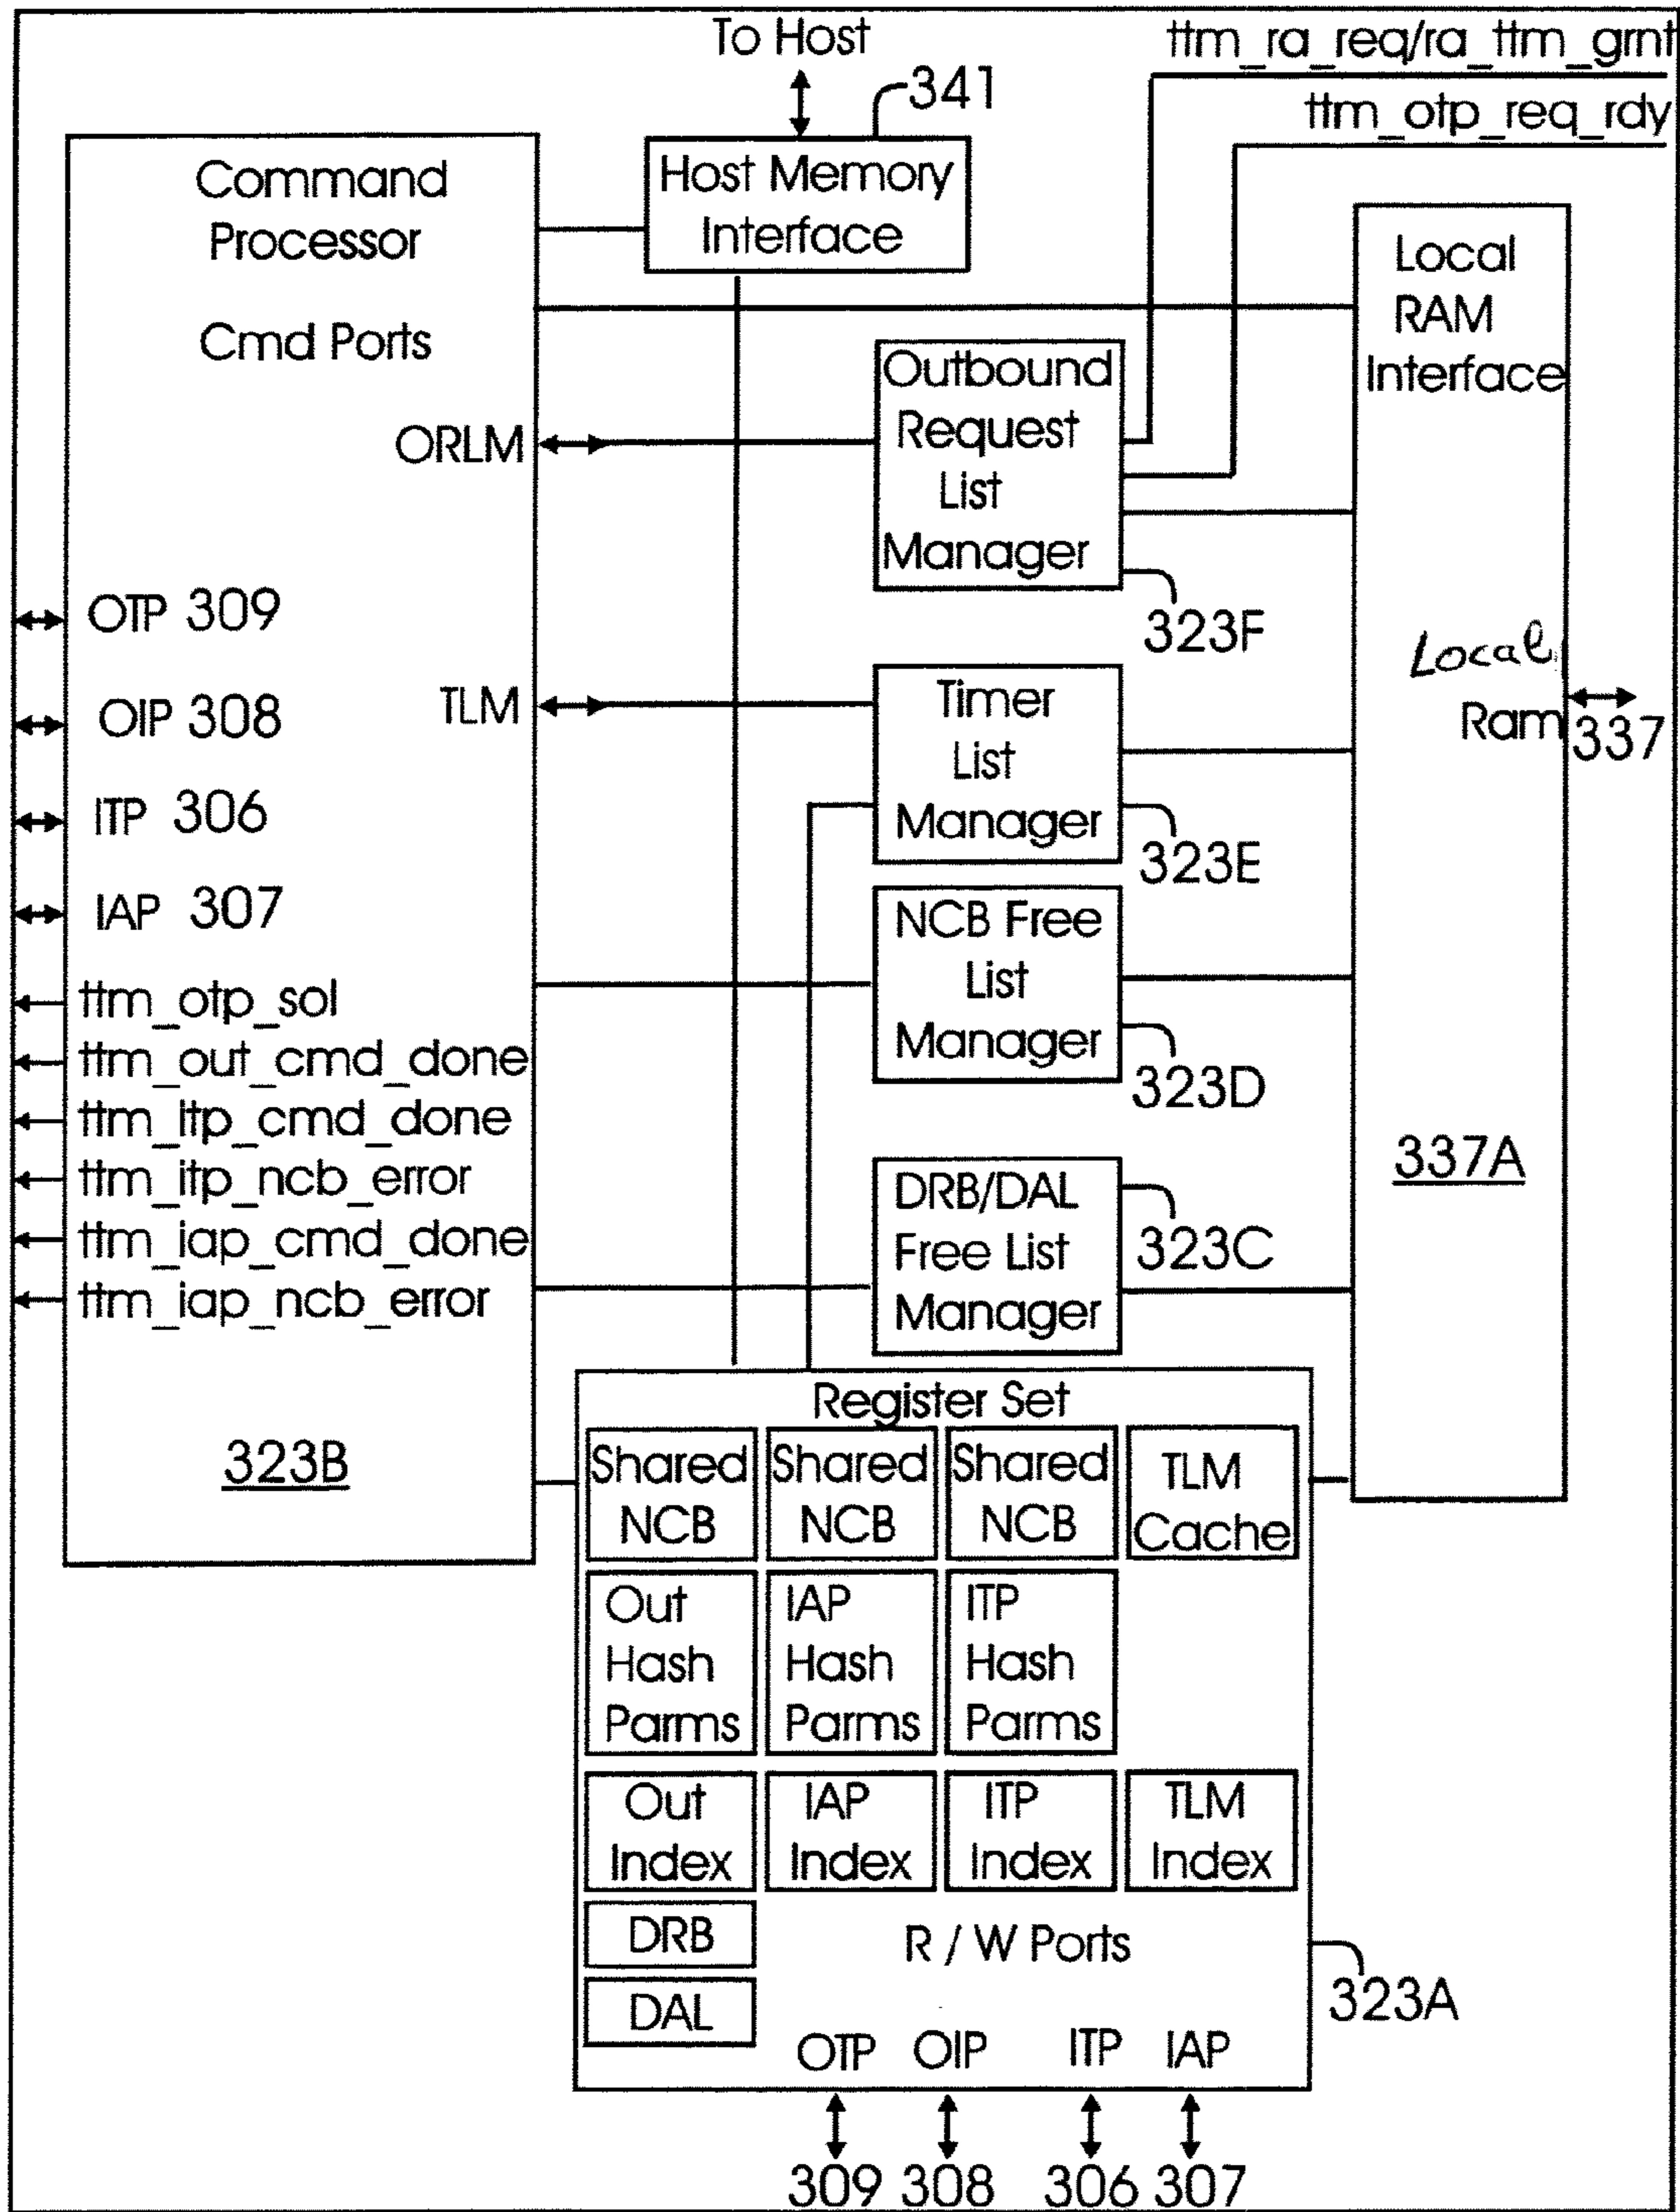 To Host
ttm_ra_req/ra_ttm_grnt
341
ttm_otp_req_rdy
Command
Processor
Host Memory
Interface
Local
RAM
Interface
Cmd Ports
Outbound
Request
List
Manager
ORLM
323F
OTP 309
Local
Ram
337
OIP 308
TLM
Timer
List
Manager
323E
ITP 306
IAP 307
NCB Free
List
Manager
323D
ttm_otp_sol
ttm_out_cmd_done
ttm_itp_cmd_done
ttm_itp_ncb_error
ttm_iap_cmd_done
ttm_iap_ncb_error
DRB/DAL
Free List
Manager
323C
337A
323B
Register Set
Shared
NCB
Shared
NCB
Shared
NCB
TLM
Cache
Out
Hash
Parms
IAP
Hash
Parms
ITP
Hash
Parms
Out
Index
IAP
Index
ITP
Index
TLM
Index
DRB
R / W Ports
DAL
323A
OTP OIP ITP IAP
309 308 306 307